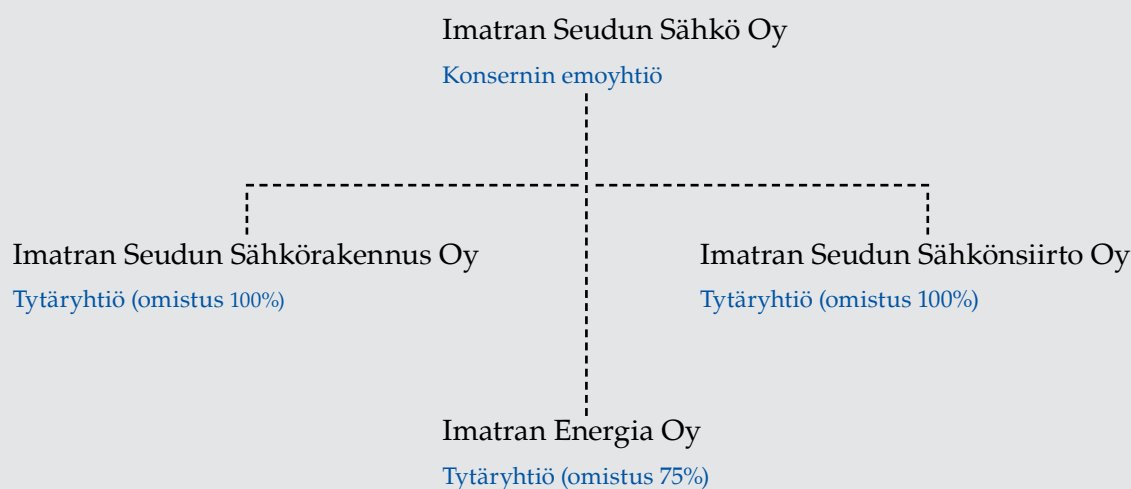 Imatran Seudun Sähkö Oy
Konsernin emoyhtiö
Imatran Seudun Sähkörakennus Oy
Tytäryhtiö (omistus 100%)
Imatran Seudun Sähkönsiirto Oy
Tytäryhtiö (omistus 100%)
Imatran Energia Oy
Tytäryhtiö (omistus 75%)